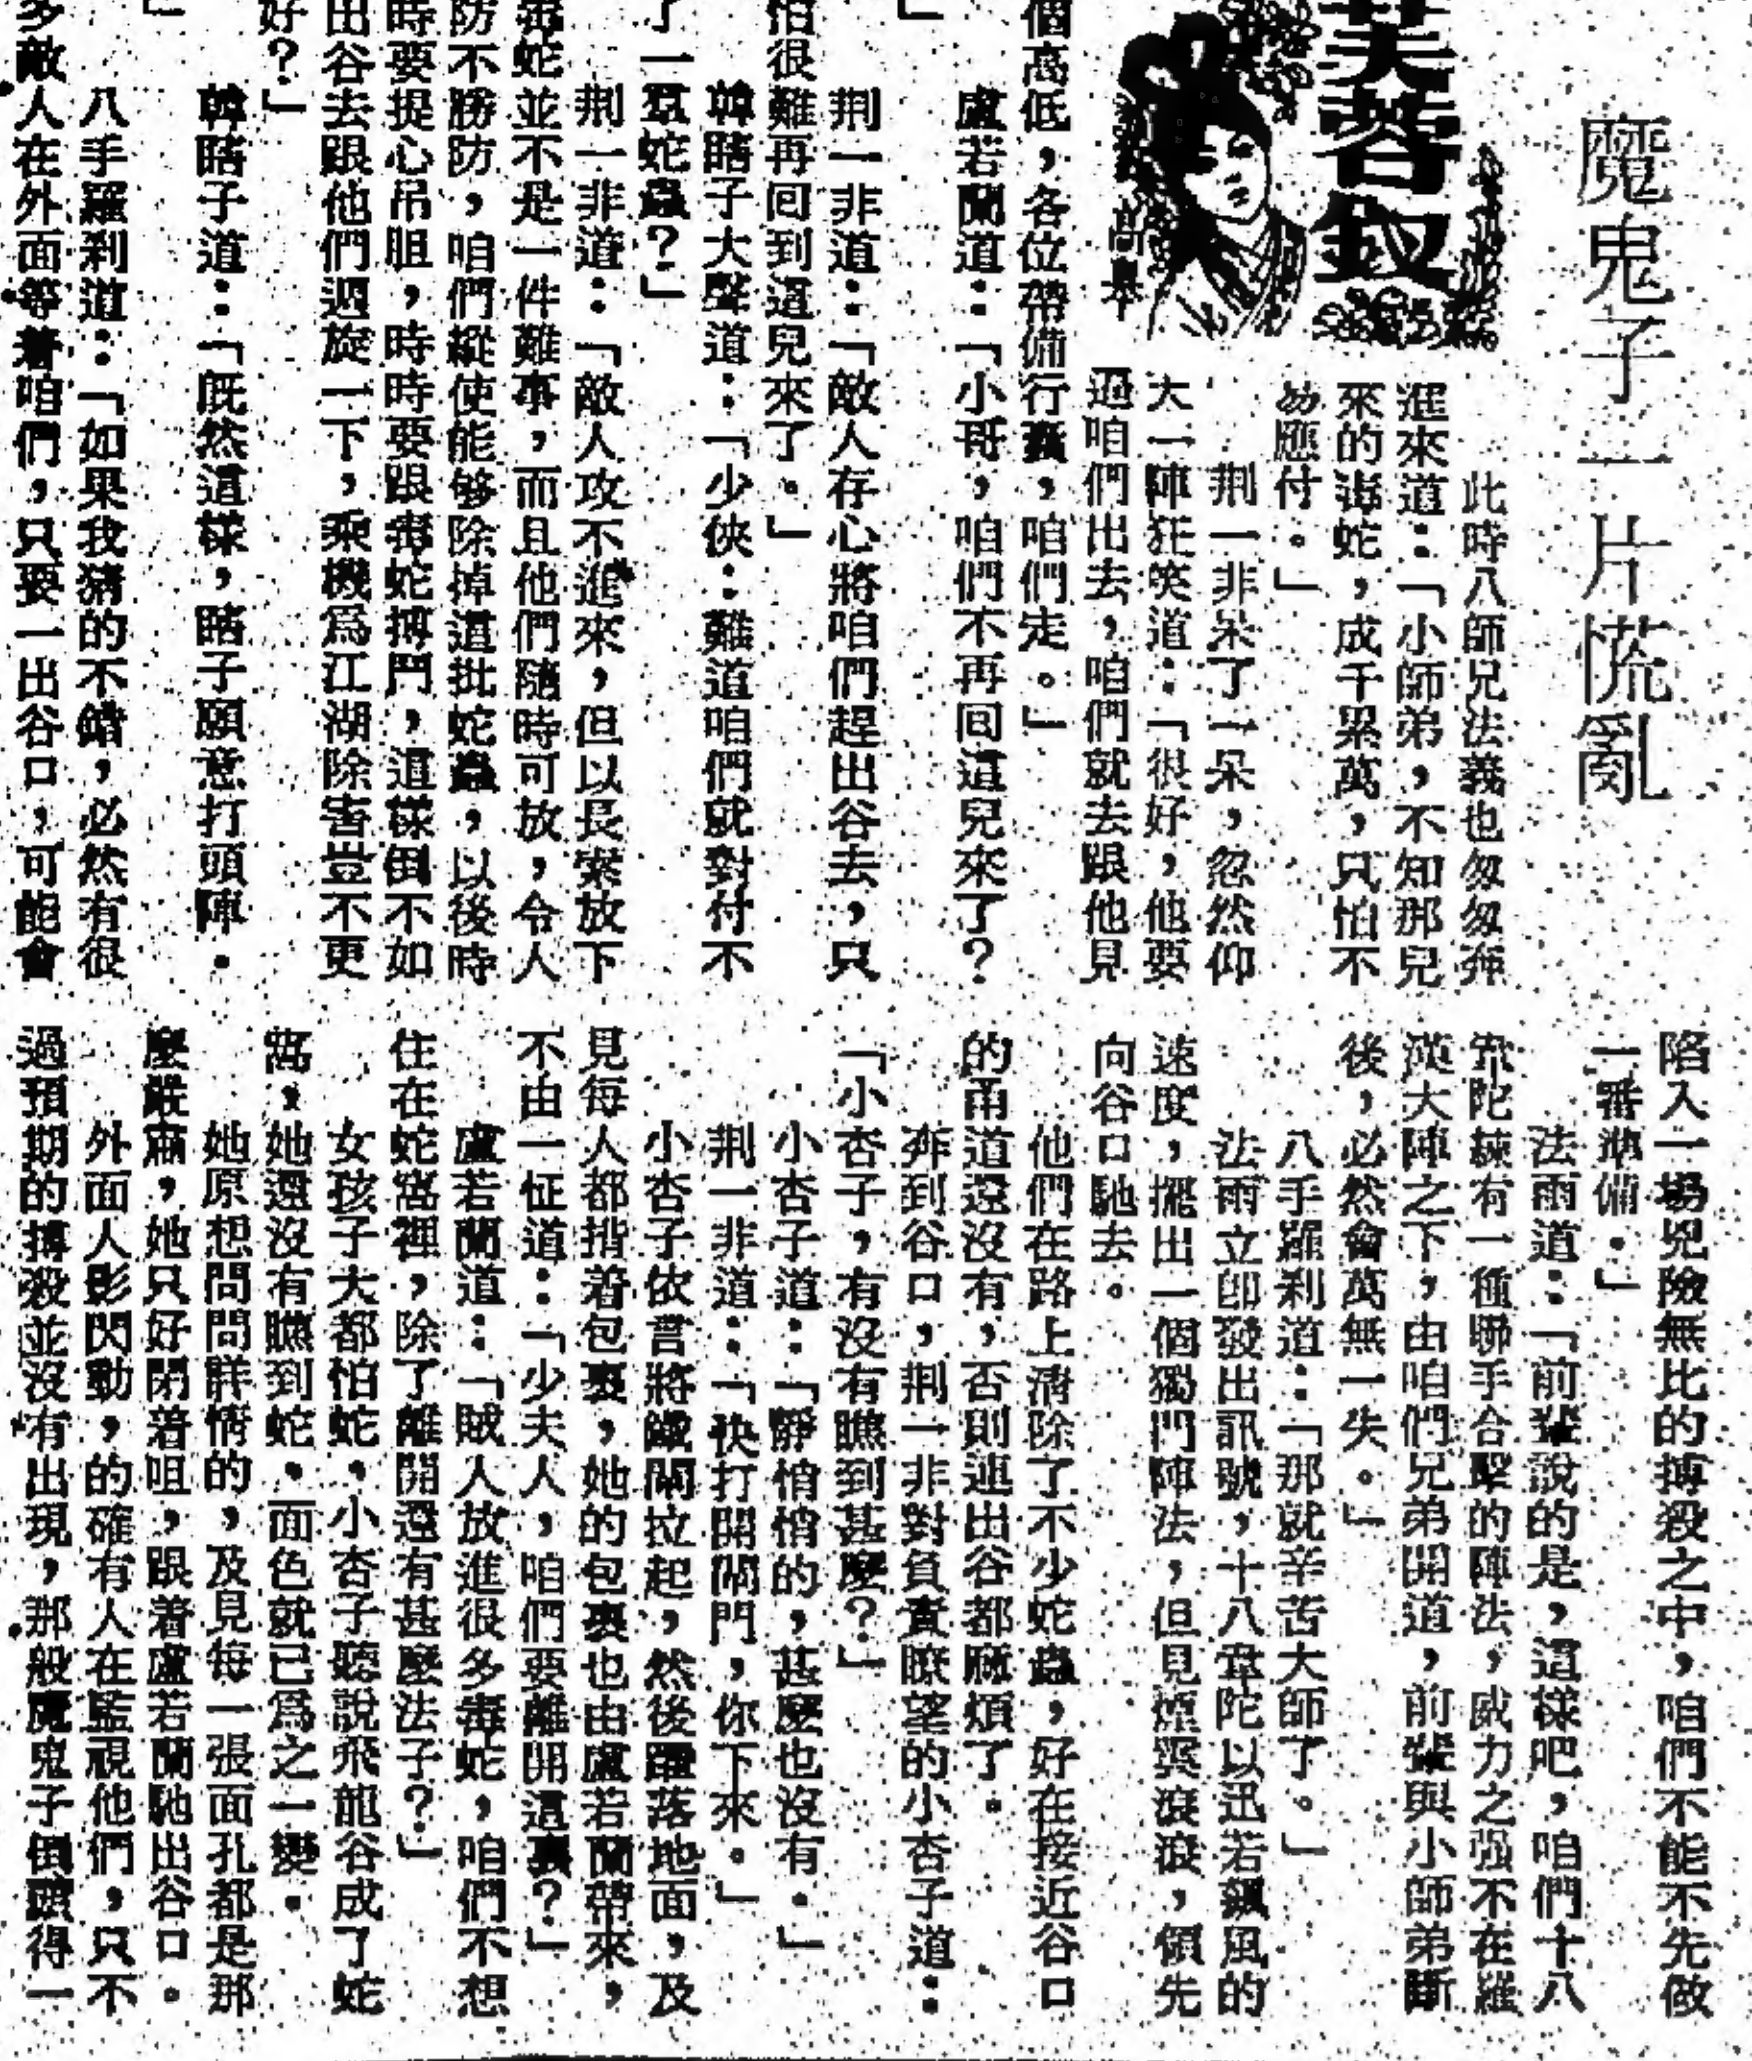 魔鬼子一片慌亂
芙蓉釵
高皋
此時八師兄法義也匆匆奔
進來道：「小師弟，不知那兒
來的毒蛇，成千累萬，只怕不
易應付。」
荆一非呆了一呆，忽然仰
大一陣狂笑道：「很好，他要
逼咱們出去，咱們就去跟他見
個高低，各位帶備行囊，咱們走。」
盧若蘭道：「小哥，咱們不再回這兒來了？
」
荆一非道：「敵人存心將咱們趕出谷去，只
怕很難再回到這兒來了。」
韓瞎子大聲道：「少俠：難道咱們就對付不
了一羣蛇蟲？」
荆一非道：「敵人攻不進來，但以長索放下
毒蛇並不是一件難事，而且他們隨時可放，令人
防不勝防，咱們縱使能够除掉這批蛇蟲，以後時
時要提心吊胆，時時要跟毒蛇搏鬥，這樣倒不如
出谷去跟他們週旋一下，乘機爲江湖除害豈不更
好？」
韓瞎子道：「既然這樣，瞎子願意打頭陣。
」
八手羅刹道：「如果我猜的不錯，必然有很
多敵人在外面等着咱們，只要一出谷口，可能會
陷入一場兇險無比的搏殺之中，咱們不能不先做
一番準備。」
法雨道：「前輩說的是，這樣吧，咱們十八
韋陀練有一種聯手合擊的陣法，威力之强不在羅
漢大陣之下，由咱們兄弟開道，前輩與小師弟斷
後，必然會萬無一失。」
八手羅刹道：「那就辛苦大師了。」
法雨立卽發出訊號，十八韋陀以迅若飆風的
速度，擺出一個獨門陣法，但見煙霧滾滾，領先
向谷口馳去。
他們在路上清除了不少蛇蟲，好在接近谷口
的甬道還沒有，否則連出谷都麻煩了。
奔到谷口，荆一非對負責瞭望的小杏子道：
「小杏子，有沒有瞧到甚麼？」
小杏子道：「靜悄悄的，甚麼也沒有。」
荆一非道：「快打開閘門，你下來。」
小杏子依言將鐵閘拉起，然後躍落地面，及
見每人都揹着包裹，她的包裹也由盧若蘭帶來，
不由一怔道：「少夫人，咱們要離開這裏？」
盧若蘭道：「賊人放進很多毒蛇，咱們不想
住在蛇窩裡，除了離開還有甚麼法子？」
女孩子大都怕蛇，小杏子聽說飛龍谷成了蛇
窩，她還沒有瞧到蛇，面色就已爲之一變。
她原想問問詳情的，及見每一張面孔都是那
麼嚴肅，她只好閉着咀，跟着盧若蘭馳出谷口。
外面人影閃動，的確有人在監視他們，只不
過預期的搏殺並沒有出現，那般魔鬼子倒顯得一